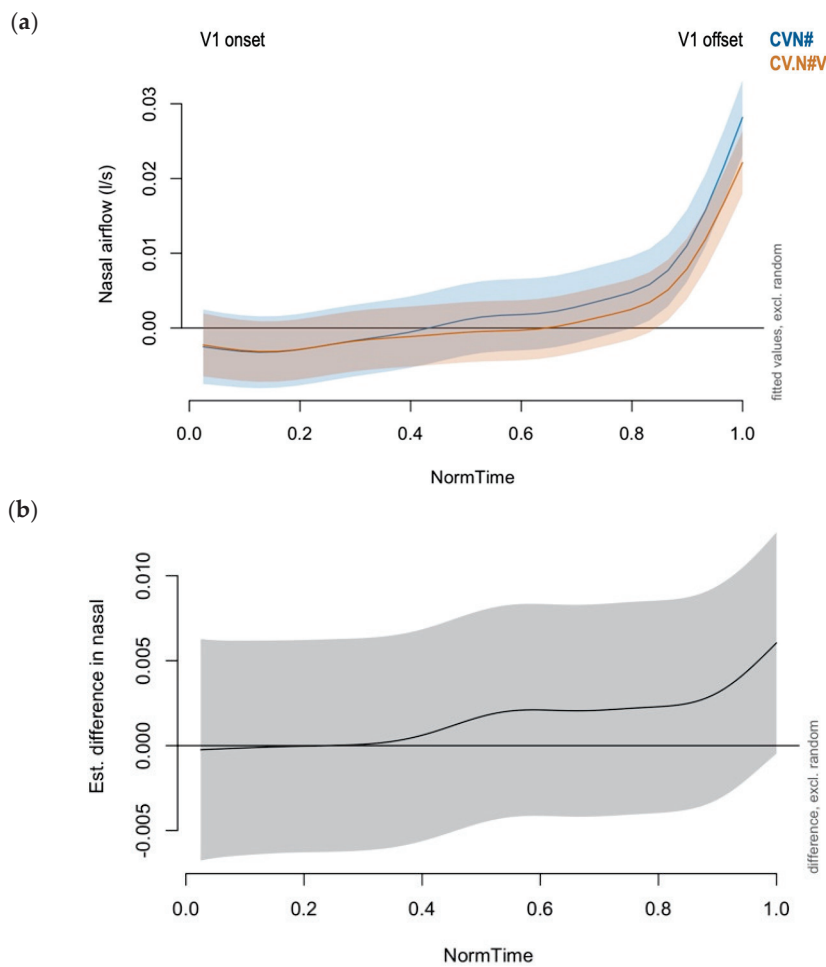 (a)
V1 onset
V1 offset
CVN#
CV.N#V
Nasal airflow (l/s)
0.03
0.02
0.01
0.00
fitted values, excl. random
0.0 0.2 0.4 0.6 0.8 1.0
NormTime
(b)
Est. difference in nasal
0.010
0.005
0.000
-0.005
difference, excl. random
0.0 0.2 0.4 0.6 0.8 1.0
NormTime